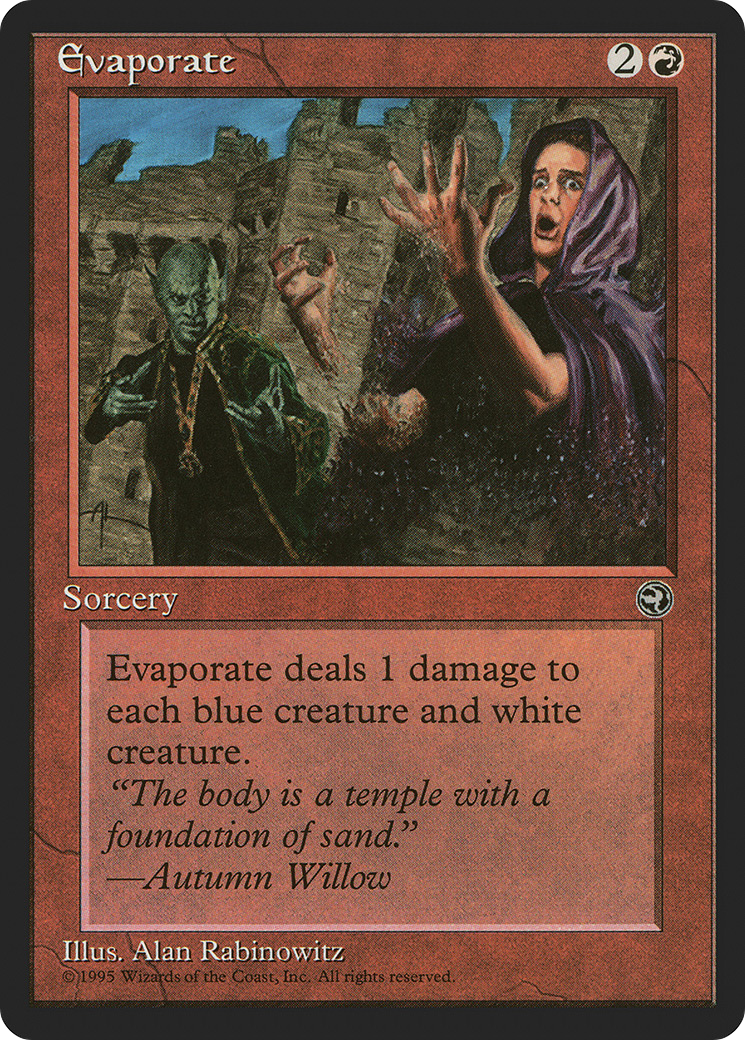 Evaporate 2
Sorcery
Evaporate deals 1 damage to
each blue creature and white
creature.
“The body is a temple with a
foundation of sand.”
—Autumn Willow
Illus. Alan Rabinowitz
© 1995 Wizards of the Coast, Inc. All rights reserved.